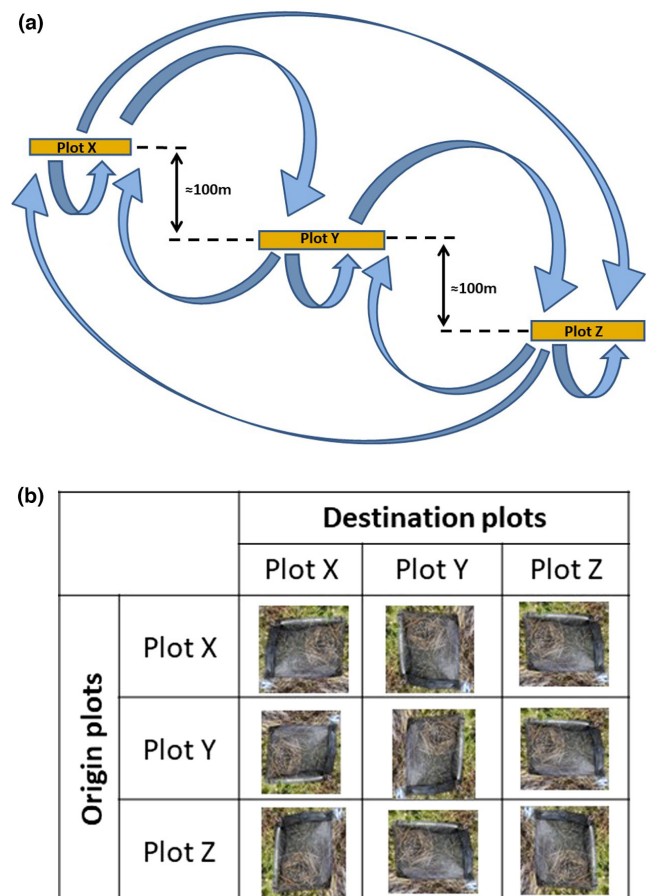 (a)
Plot X
≈100m
Plot Y
≈100m
Plot Z
(b)
Destination plots
Plot X Plot Y Plot Z
Origin plots
Plot X
Plot Y
Plot Z